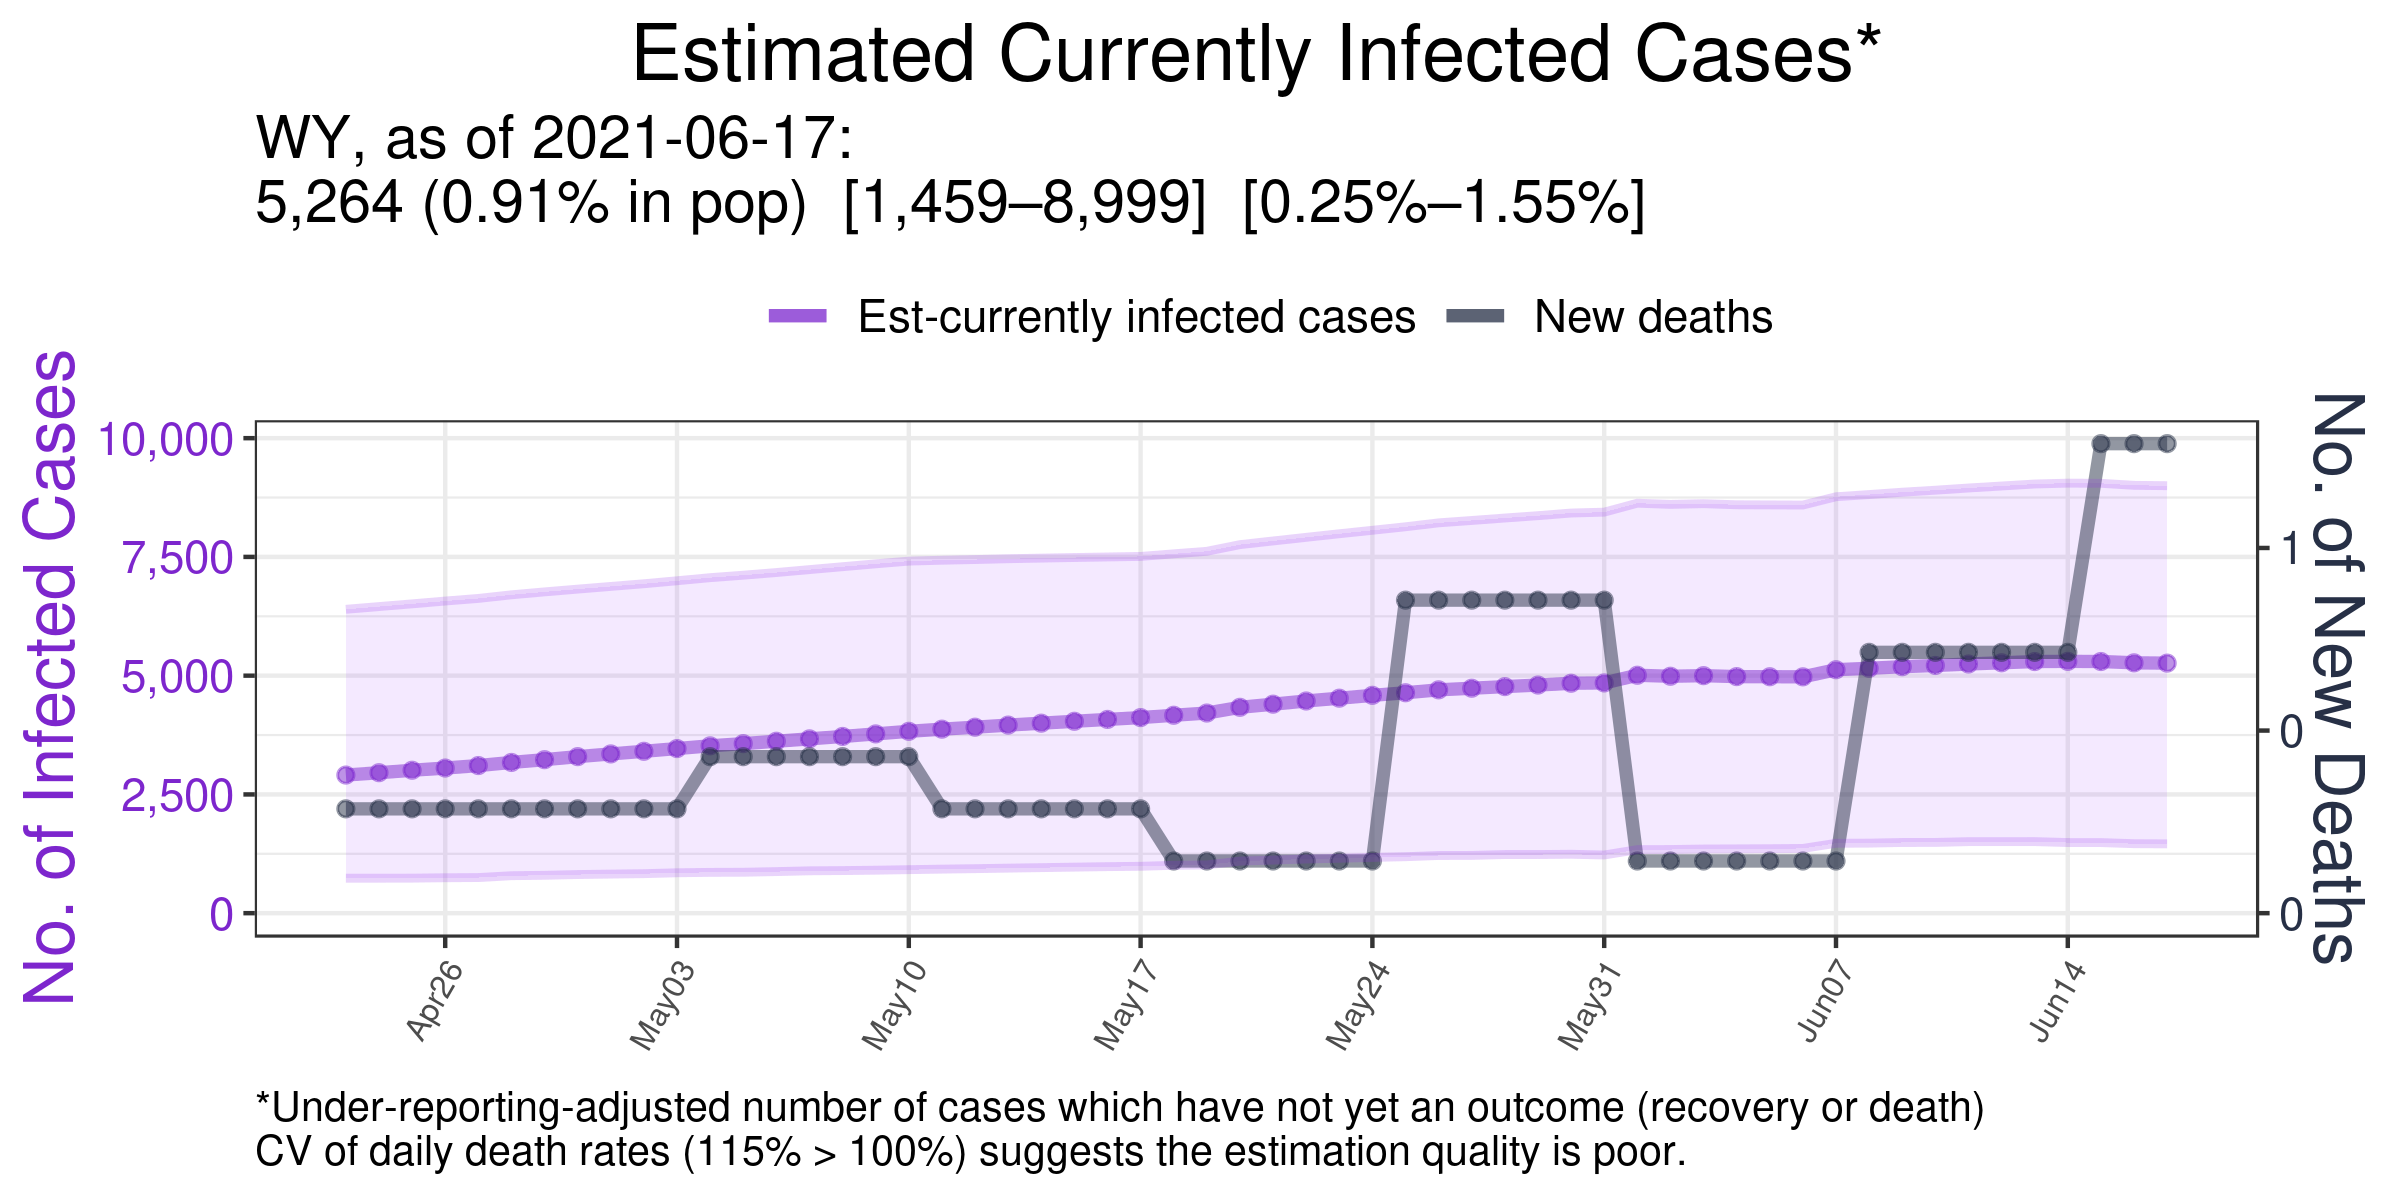 Estimated Currently Infected Cases*
WY, as of 2021-06-17:
5,264 (0.91% in pop)  [1,459–8,999]  [0.25%–1.55%]
Est-currently infected cases
New deaths
No. of Infected Cases
10,000
7,500
5,000
2,500
0
1
0
0
No. of New Deaths
Apr26
May03
May10
May17
May24
May31
Jun07
Jun14
*Under-reporting-adjusted number of cases which have not yet an outcome (recovery or death)
CV of daily death rates (115% > 100%) suggests the estimation quality is poor.